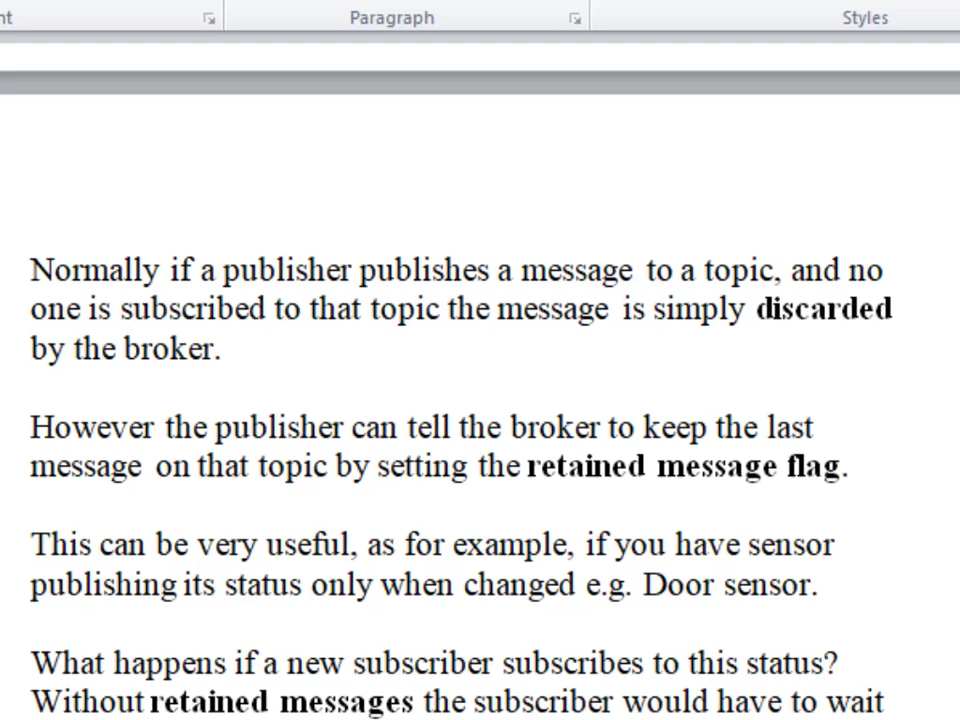 nt Paragraph Styles
Normally if a publisher publishes a message to a topic, and no
one is subscribed to that topic the message is simply discarded
by the broker.
However the publisher can tell the broker to keep the last
message on that topic by setting the retained message flag.
This can be very useful, as for example, if you have sensor
publishing its status only when changed e.g. Door sensor.
What happens if a new subscriber subscribes to this status?
Without retained messages the subscriber would have to wait